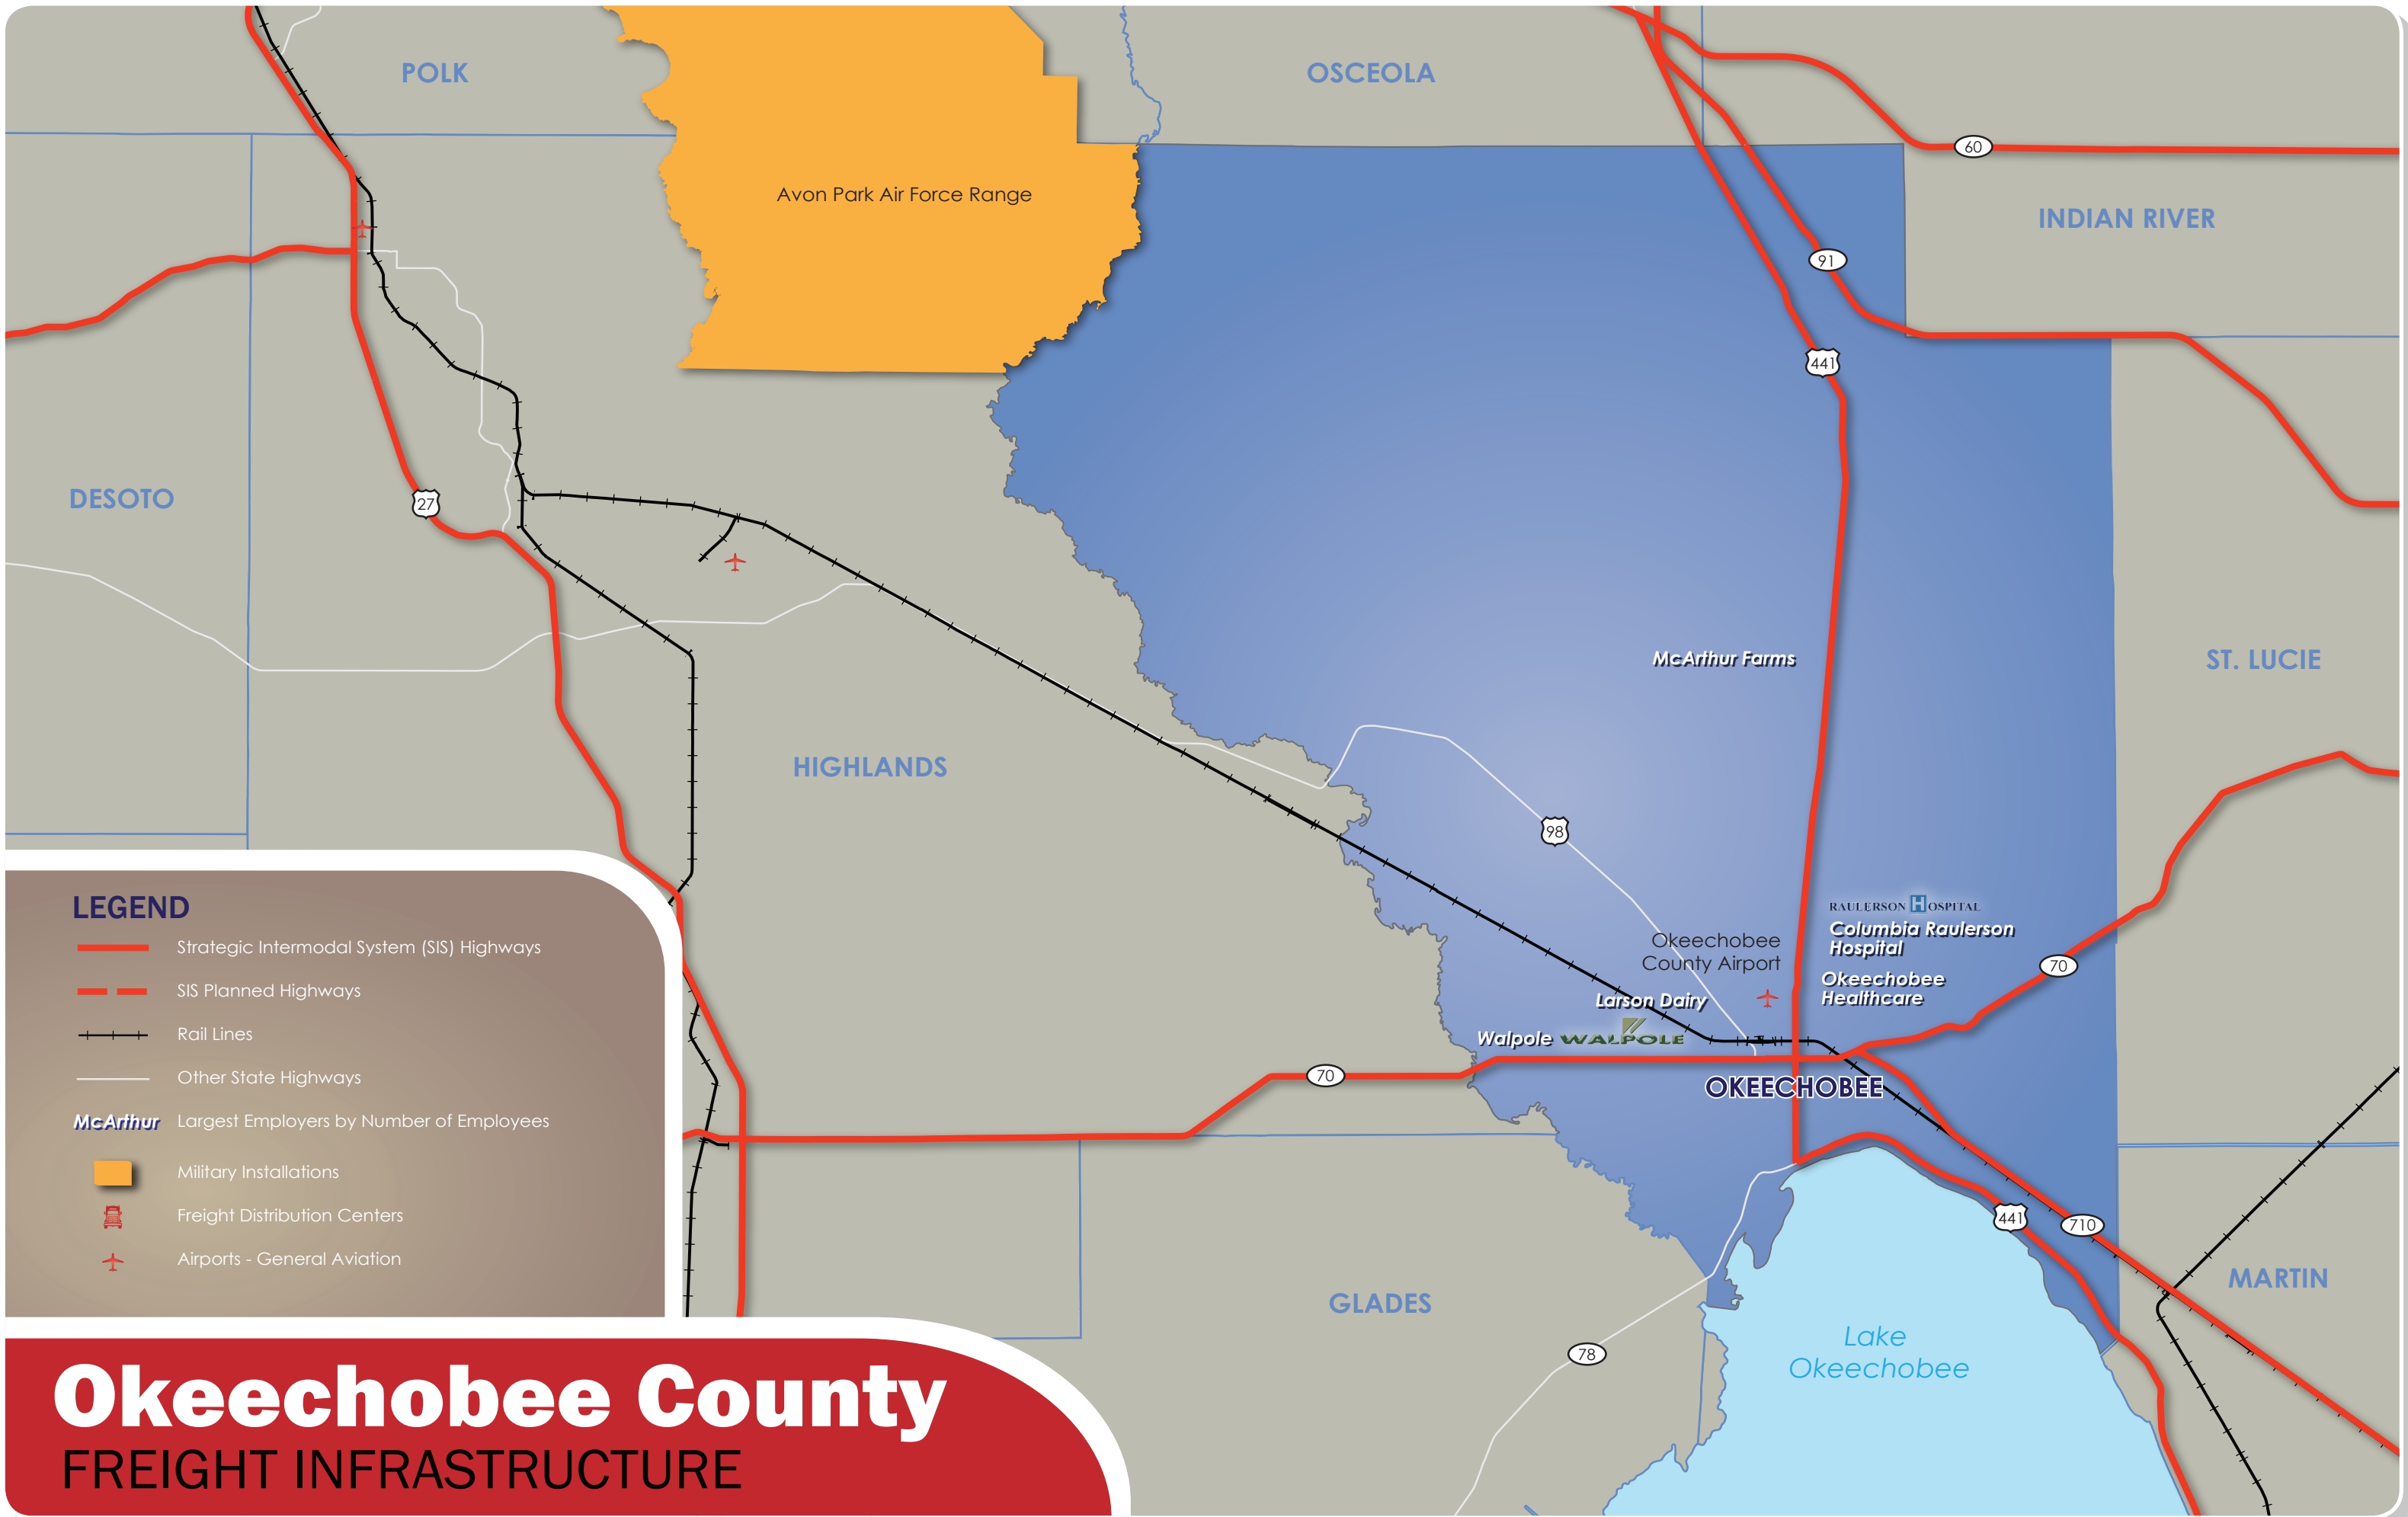 POLK
OSCEOLA
60
Avon Park Air Force Range
INDIAN RIVER
91
441
DESOTO
27
McArthur Farms
ST. LUCIE
HIGHLANDS
98
RAULERSON HOSPITAL
Columbia Raulerson
Hospital
Okeechobee
County Airport
70
Okeechobee
Healthcare
Larson Dairy
Walpole
WALPOLE
70
OKEECHOBEE
441
710
MARTIN
GLADES
78
Lake
Okeechobee
LEGEND
Strategic Intermodal System (SIS) Highways
SIS Planned Highways
Rail Lines
Other State Highways
McArthur Largest Employers by Number of Employees
Military Installations
Freight Distribution Centers
Airports - General Aviation
Okeechobee County
FREIGHT INFRASTRUCTURE